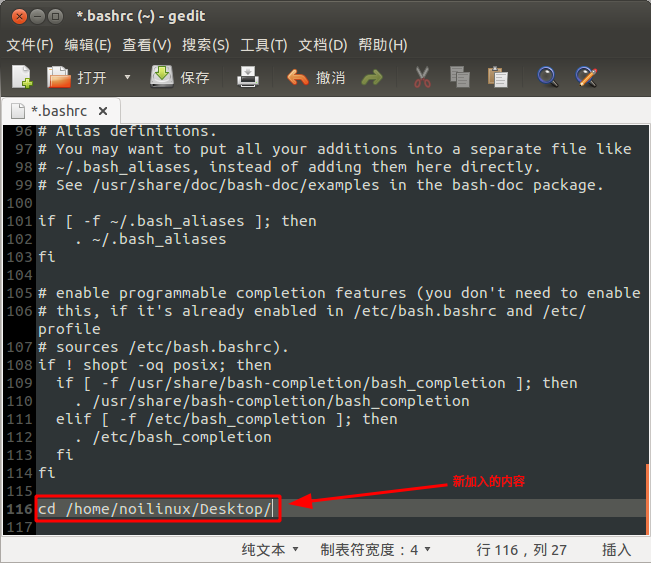 *.bashrc (~) - gedit
文件(F) 编辑(E) 查看(V) 搜索(S) 工具(T) 文档(D) 帮助(H)
打开 保存 撤消
*.bashrc
96 # Alias definitions.
97 # You may want to put all your additions into a separate file like
98 # ~/.bash_aliases, instead of adding them here directly.
99 # See /usr/share/doc/bash-doc/examples in the bash-doc package.
100
101 if [ -f ~/.bash_aliases ]; then
102     . ~/.bash_aliases
103 fi
104
105 # enable programmable completion features (you don't need to enable
106 # this, if it's already enabled in /etc/bash.bashrc and /etc/
profile
107 # sources /etc/bash.bashrc).
108 if ! shopt -oq posix; then
109   if [ -f /usr/share/bash-completion/bash_completion ]; then
110     . /usr/share/bash-completion/bash_completion
111   elif [ -f /etc/bash_completion ]; then
112     . /etc/bash_completion
113   fi
114 fi
115
新加入的内容
116 cd /home/noilinux/Desktop/
117
纯文本 制表符宽度：4 行 116，列 27 插入